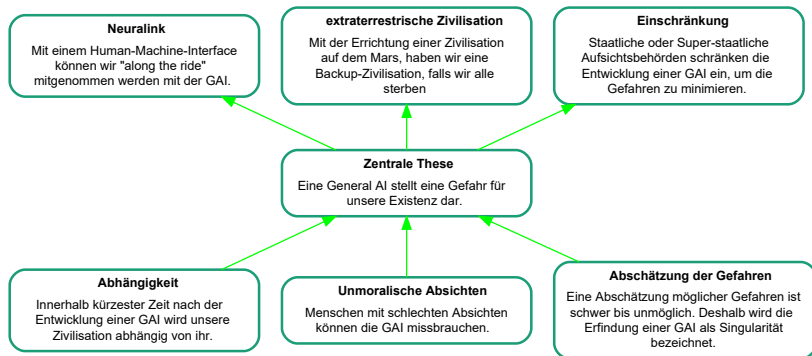 Neuralink
Mit einem Human-Machine-Interface
können wir "along the ride"
mitgenommen werden mit der GAI.
extraterrestrische Zivilisation
Mit der Errichtung einer Zivilisation
auf dem Mars, haben wir eine
Backup-Zivilisation, falls wir alle
sterben
Einschränkung
Staatliche oder Super-staatliche
Aufsichtsbehörden schränken die
Entwicklung einer GAI ein, um die
Gefahren zu minimieren.
Zentrale These
Eine General AI stellt eine Gefahr für
unsere Existenz dar.
Abhängigkeit
Innerhalb kürzester Zeit nach der
Entwicklung einer GAI wird unsere
Zivilisation abhängig von ihr.
Unmoralische Absichten
Menschen mit schlechten Absichten
können die GAI missbrauchen.
Abschätzung der Gefahren
Eine Abschätzung möglicher Gefahren ist
schwer bis unmöglich. Deshalb wird die
Erfindung einer GAI als Singularität
bezeichnet.